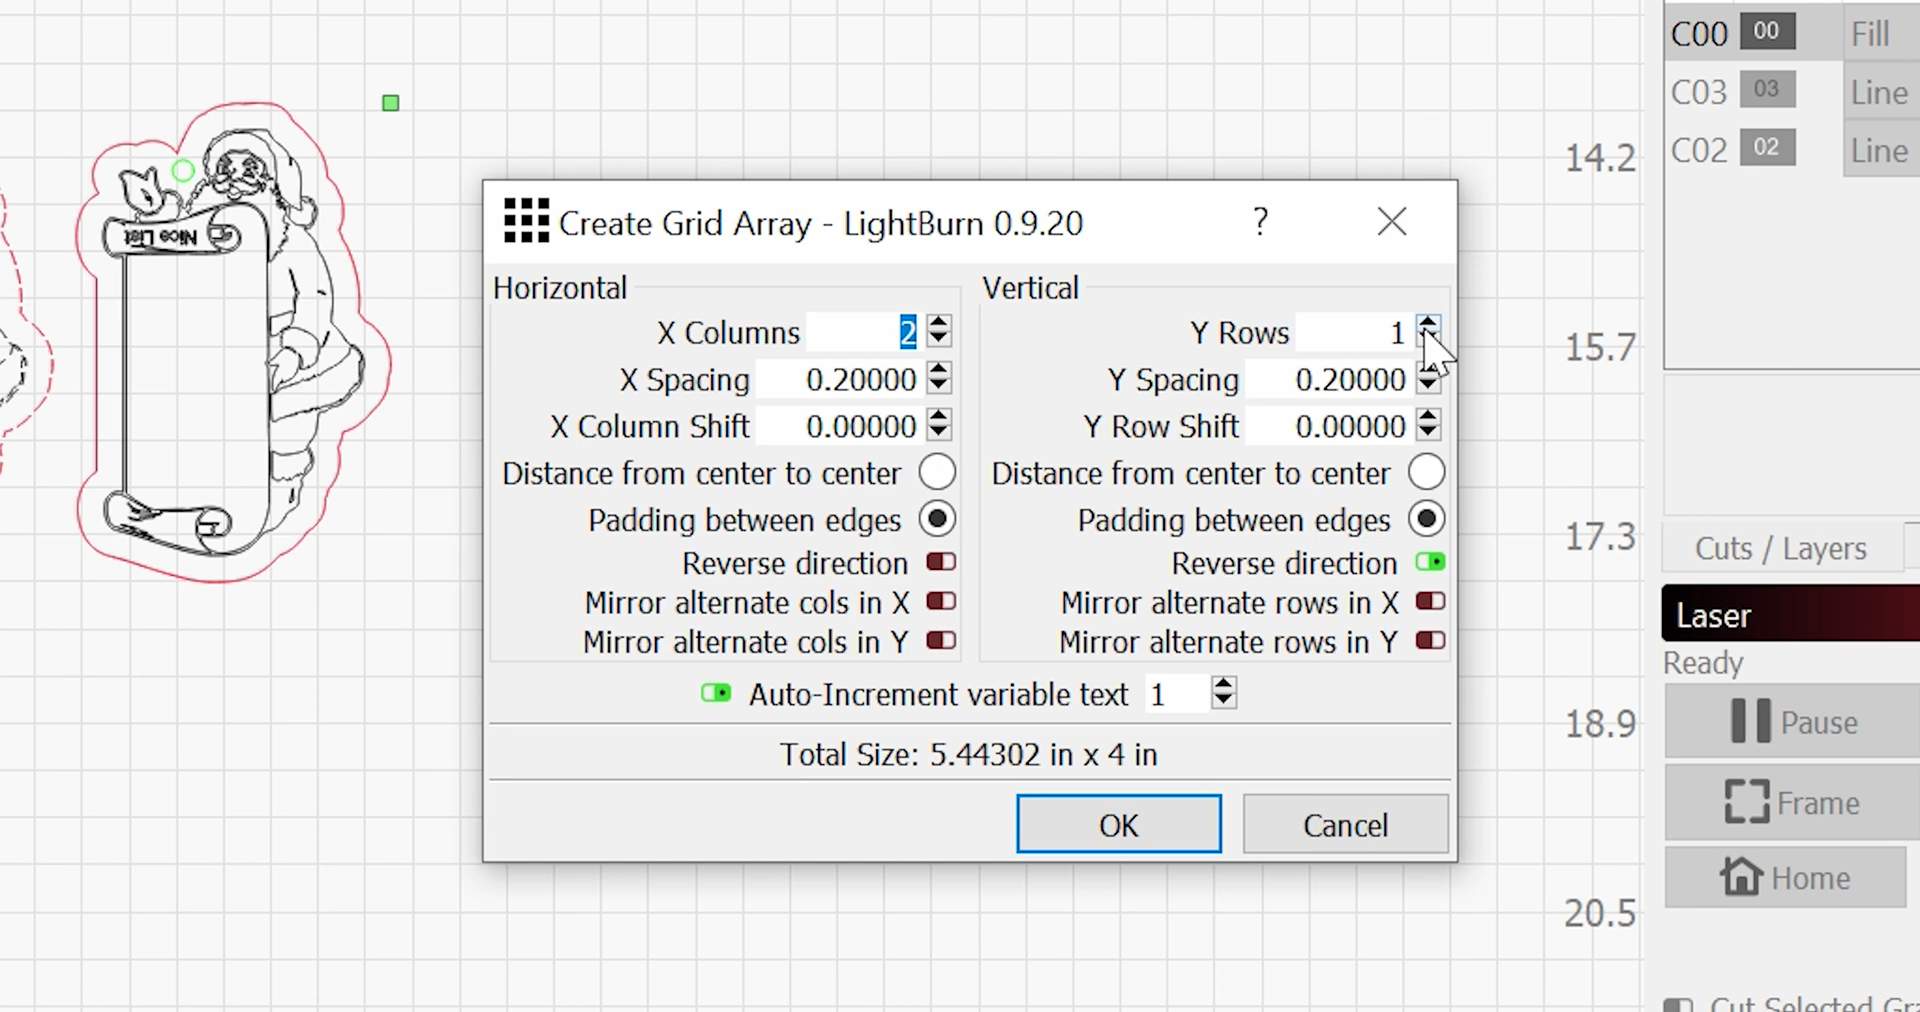 Nice List
Create Grid Array - LightBurn 0.9.20
?
Horizontal
X Columns 2
X Spacing 0.20000
X Column Shift 0.00000
Distance from center to center
Padding between edges
Reverse direction
Mirror alternate cols in X
Mirror alternate cols in Y
Vertical
Y Rows 1
Y Spacing 0.20000
Y Row Shift 0.00000
Distance from center to center
Padding between edges
Reverse direction
Mirror alternate rows in X
Mirror alternate rows in Y
Auto-Increment variable text 1
Total Size: 5.44302 in x 4 in
OK Cancel
14.2
15.7
17.3
18.9
20.5
C00 00 Fill
C03 03 Line
C02 02 Line
Cuts / Layers
Laser
Ready
Pause
Frame
Home
Cut Selected